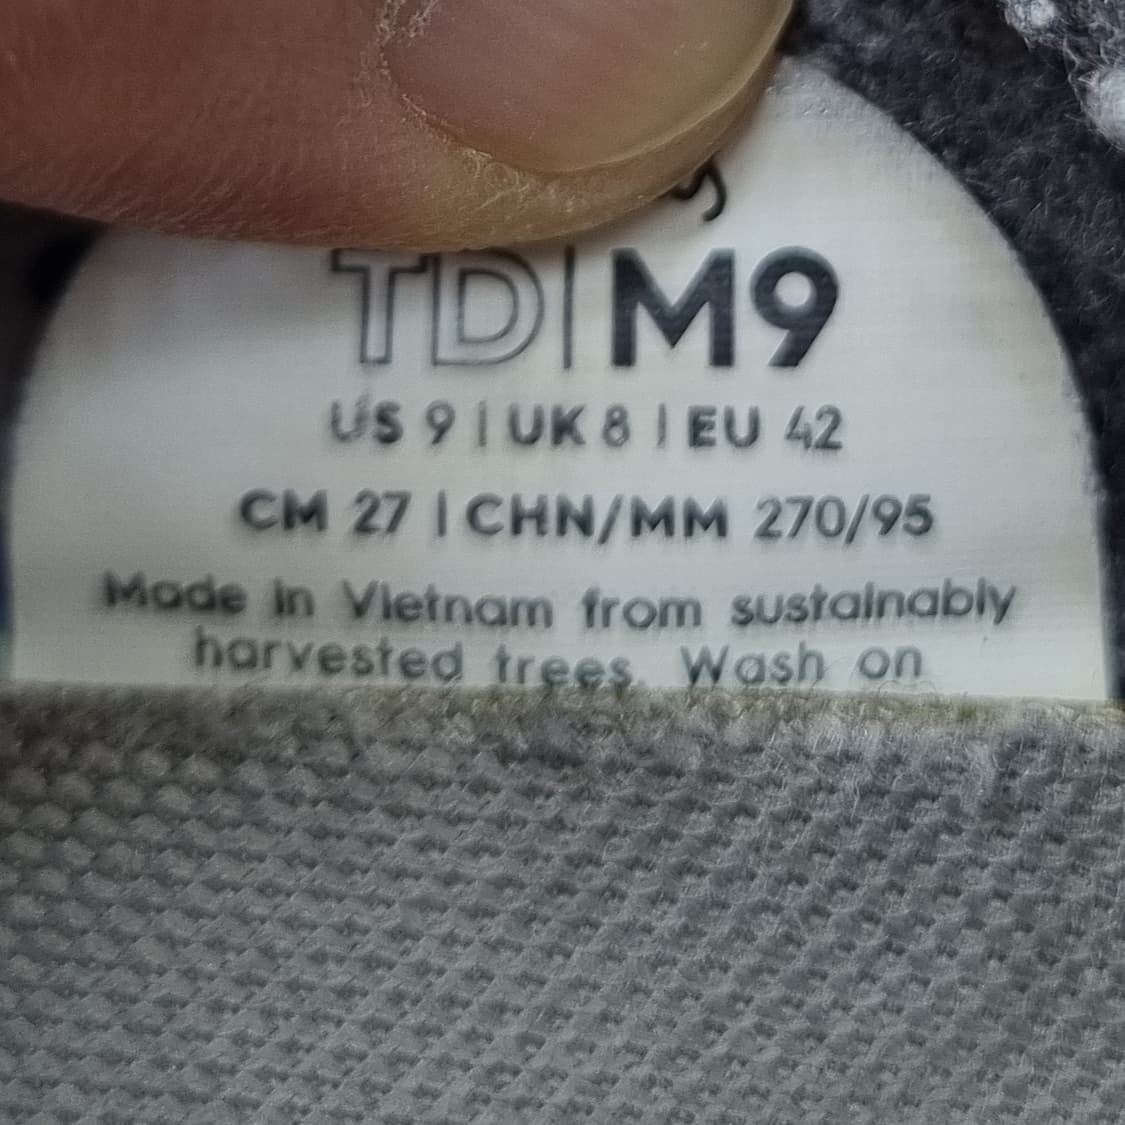 TD | M9
US 9 | UK 8 | EU 42
CM 27 | CHN/MM 270/95
Made in Vietnam from sustainably
harvested trees. Wash on